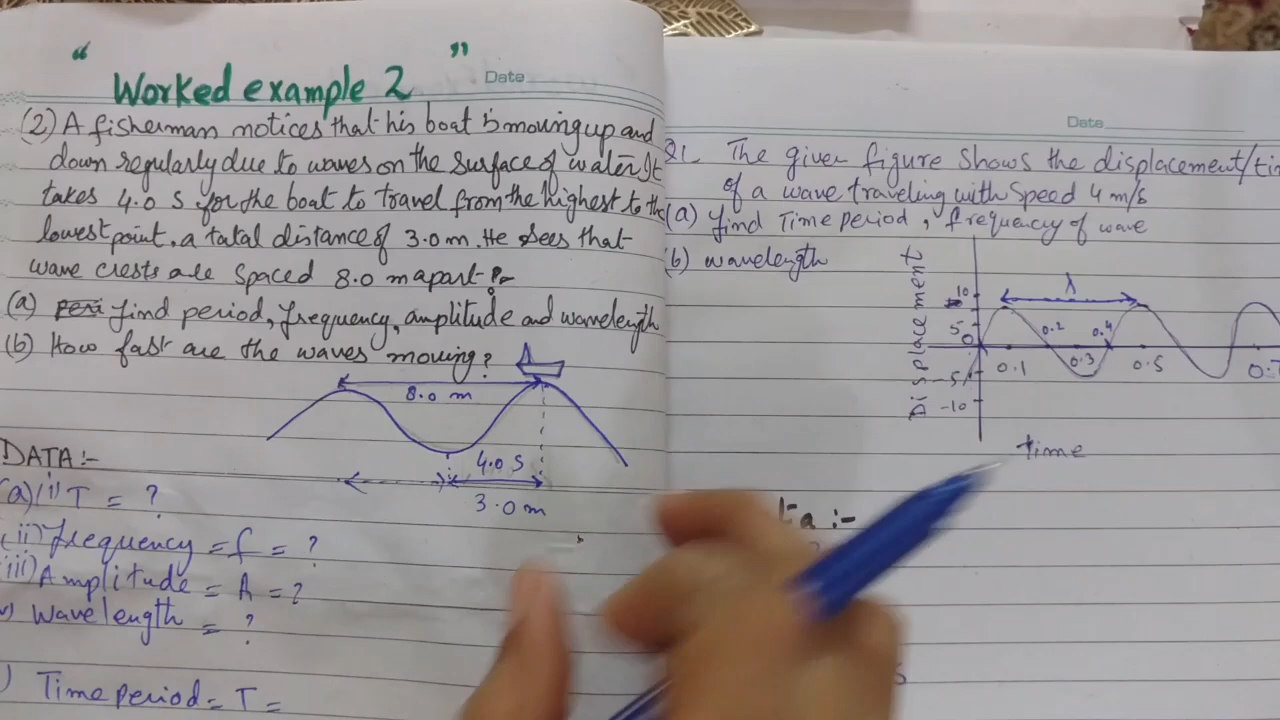 "Worked example 2"
Date
(2) A fisherman notices that his boat is moving up and
down regularly due to waves on the surface of water. It
takes 4.0 s for the boat to travel from the highest to the
lowest point, a tatal distance of 3.0 m. He sees that
wave crests are spaced 8.0 m apart.
(a) find period, frequency, amplitude and wavelength
(b) How fast are the waves moving?
8.0 m
4.0 s
3.0 m
DATA:-
(a)(i) T = ?
(ii) frequency = f = ?
(iii) Amplitude = A = ?
Wavelength = ?
) Time period = T =
Date
Q1. The given figure shows the displacement/ti
of a wave traveling with speed 4 m/s
(a) find Time period, frequency of wave
(b) wavelength
Displacement
λ
10
5
0
-5
-10
0.1
0.2
0.3
0.4
0.5
0.7
time
ta :-